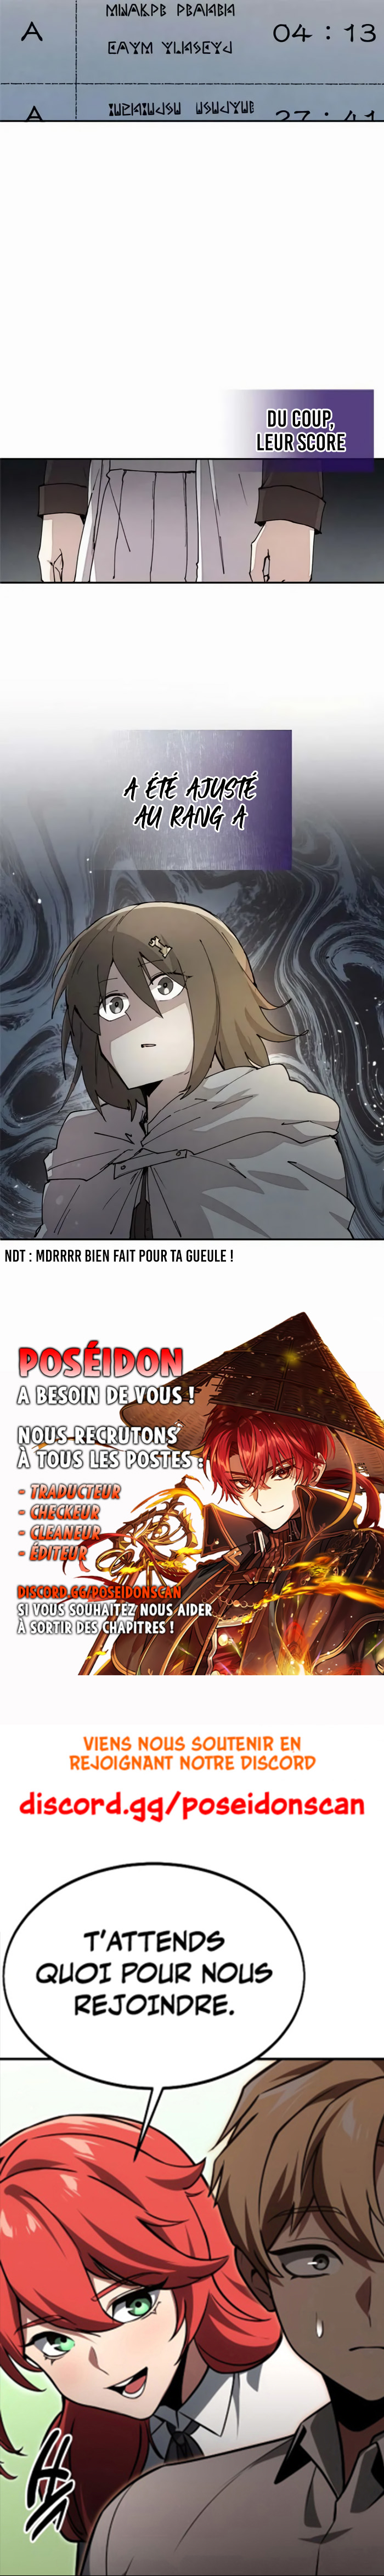 A
04 : 13
A
27 : 41
DU COUP,
LEUR SCORE
A ÉTÉ AJUSTÉ
AU RANG A
NDT : MDRRRR BIEN FAIT POUR TA GUEULE !
POSÉIDON
A BESOIN DE VOUS !
NOUS RECRUTONS
À TOUS LES POSTES :
- TRADUCTEUR
- CHECKEUR
- CLEANEUR
- ÉDITEUR
DISCORD.GG/POSEIDONSCAN
SI VOUS SOUHAITEZ NOUS AIDER
À SORTIR DES CHAPITRES !
VIENS NOUS SOUTENIR EN
REJOIGNANT NOTRE DISCORD
discord.gg/poseidonscan
T'ATTENDS
QUOI POUR NOUS
REJOINDRE.